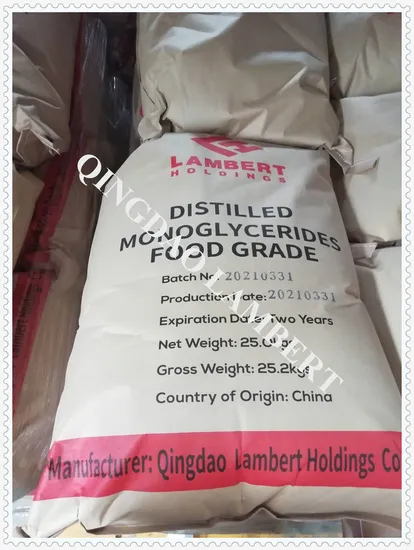 LAMBERT
HOLDINGS
DISTILLED
MONOGLYCERIDES
FOOD GRADE
Batch No: 20210331
Production Date: 20210331
Expiration Date: Two Years
Net Weight: 25.0kgs
Gross Weight: 25.2kgs
Country of Origin: China
Manufacturer: Qingdao Lambert Holdings Co
QINGDAO LAMBERT